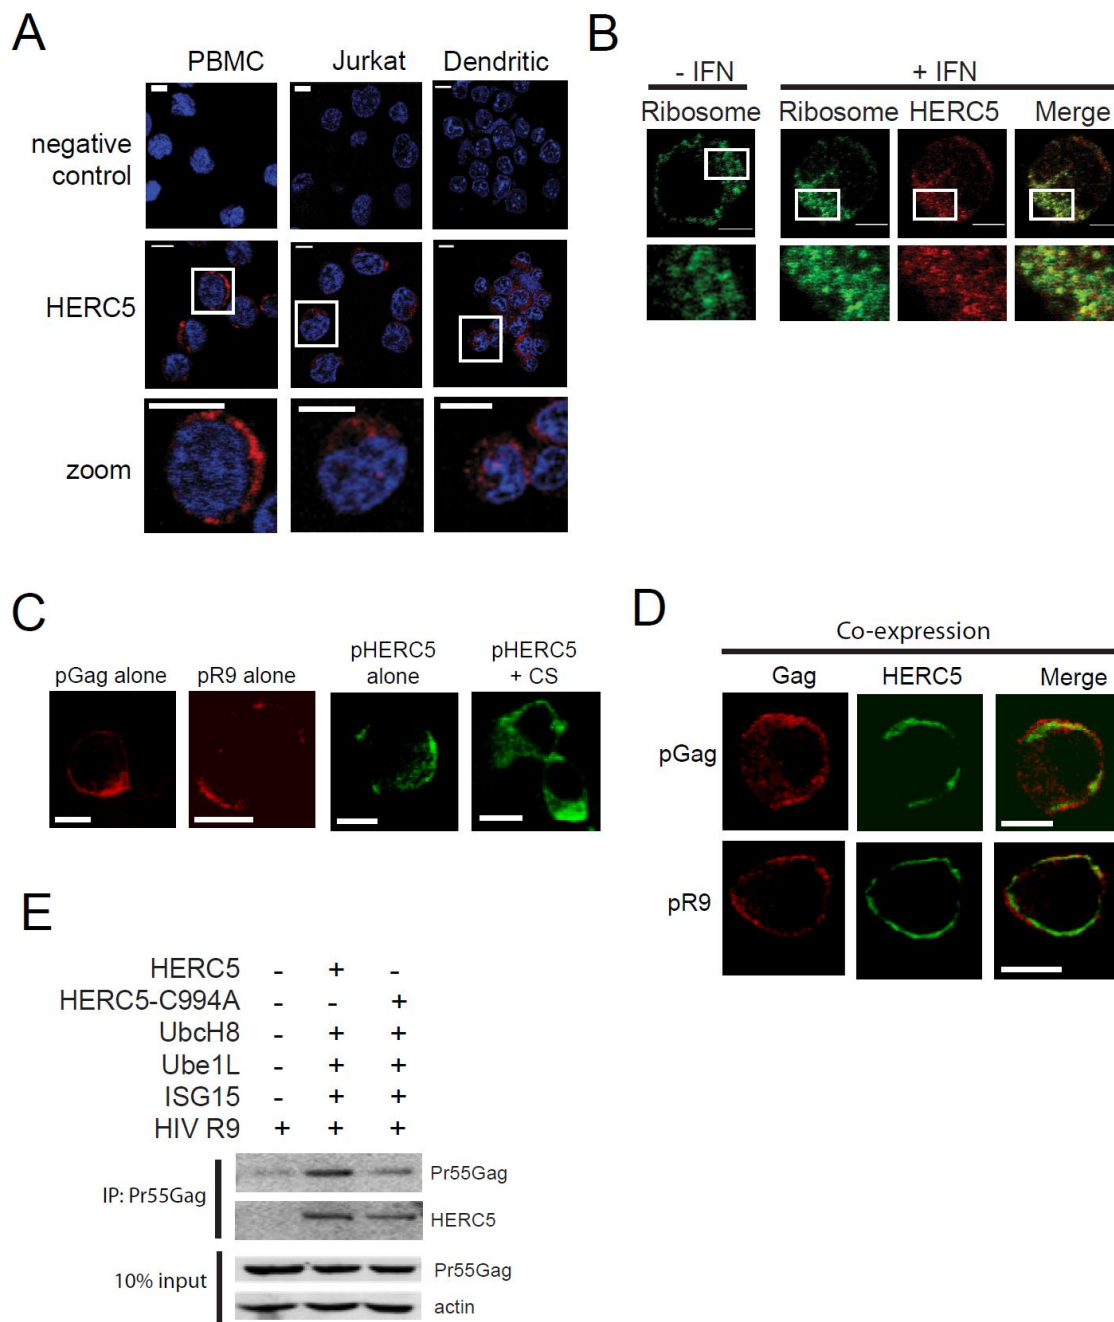 A
PBMC Jurkat Dendritic
negative
control
HERC5
zoom
B
- IFN + IFN
Ribosome Ribosome HERC5 Merge
C
pGag alone pR9 alone pHERC5
alone pHERC5
+ CS
D
Co-expression
Gag HERC5 Merge
pGag
pR9
E
HERC5 - + -
HERC5-C994A - - +
UbcH8 - + +
Ube1L - + +
ISG15 - + +
HIV R9 + + +
IP: Pr55Gag
Pr55Gag
HERC5
10% input
Pr55Gag
actin